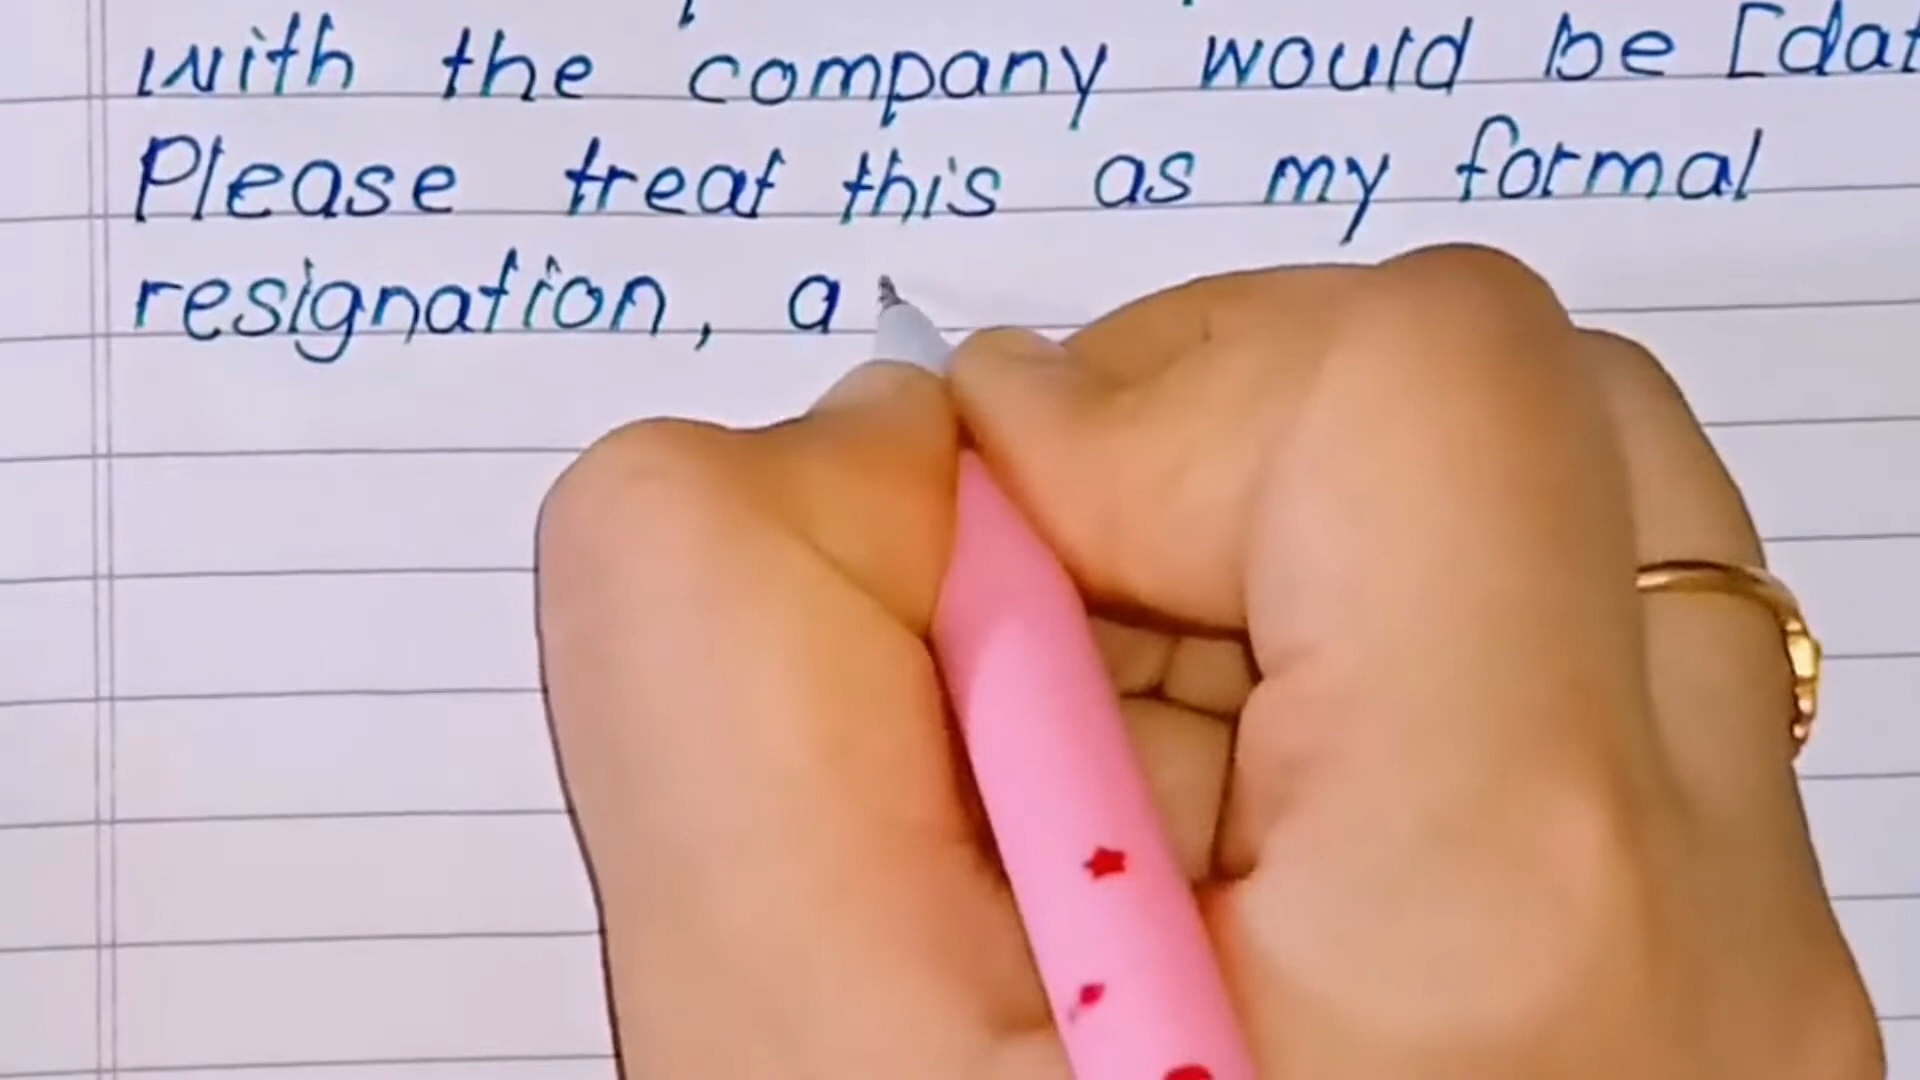 with the company would be [dat
Please treat this as my formal
resignation, a